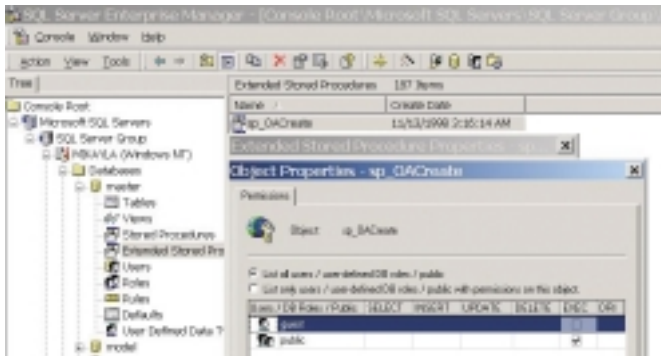 SQL Server Enterprise Manager - [Console Root\Microsoft SQL Servers\SQL Server Group
Console Window Help
Action View Tools
Tree
Extended Stored Procedures 197 Items
Name Create Date
sp_OACreate 11/13/1998 3:16:14 AM
Console Root
Microsoft SQL Servers
SQL Server Group
(Windows NT)
Databases
master
Tables
Views
Stored Procedures
Extended Stored Pro
Users
Roles
Rules
Defaults
User Defined Data T
model
Extended Stored Procedure Properties - sp
Object Properties - sp_OACreate
Permissions
Object sp_OACreate
List all users / user-defined DB roles / public
List only users / user-defined DB roles / public with permissions on this object.
Users / DB Roles / Public SELECT INSERT UPDATE DELETE EXEC DRI
guest
public